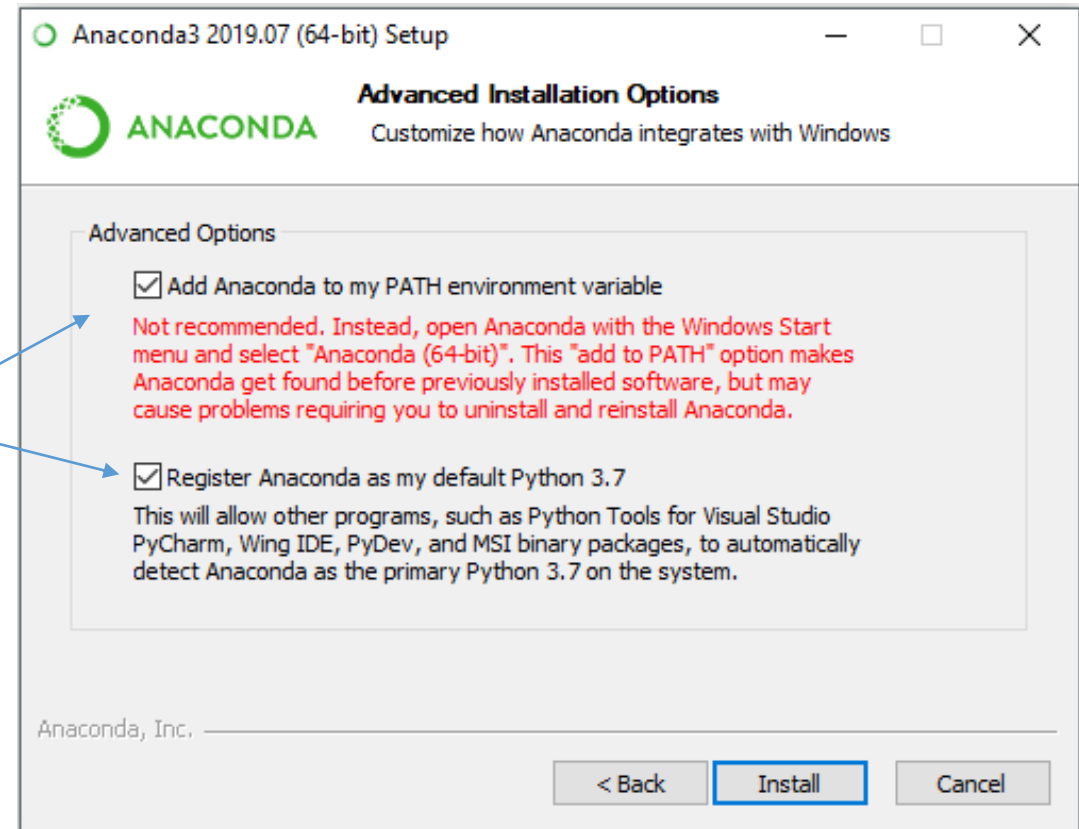 Anaconda3 2019.07 (64-bit) Setup
ANACONDA
Advanced Installation Options
Customize how Anaconda integrates with Windows
Advanced Options
Add Anaconda to my PATH environment variable
Not recommended. Instead, open Anaconda with the Windows Start
menu and select "Anaconda (64-bit)". This "add to PATH" option makes
Anaconda get found before previously installed software, but may
cause problems requiring you to uninstall and reinstall Anaconda.
Register Anaconda as my default Python 3.7
This will allow other programs, such as Python Tools for Visual Studio
PyCharm, Wing IDE, PyDev, and MSI binary packages, to automatically
detect Anaconda as the primary Python 3.7 on the system.
Anaconda, Inc.
< Back
Install
Cancel